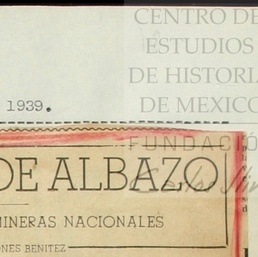 CENTRO DE
ESTUDIOS
DE HISTORIA
DE MEXICO
1939.
FUNDACIÓ
DE ALBAZO
MINERAS NACIONALES
ONES BENITEZ